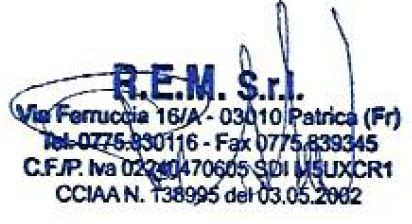 R.E.M. S.r.l.
Via Ferruccia 16/A - 03010 Patrica (Fr)
Tel. 0775.830116 - Fax 0775.839345
C.F./P. Iva 02240470605 SDI M5UXCR1
CCIAA N. 138995 del 03.05.2002